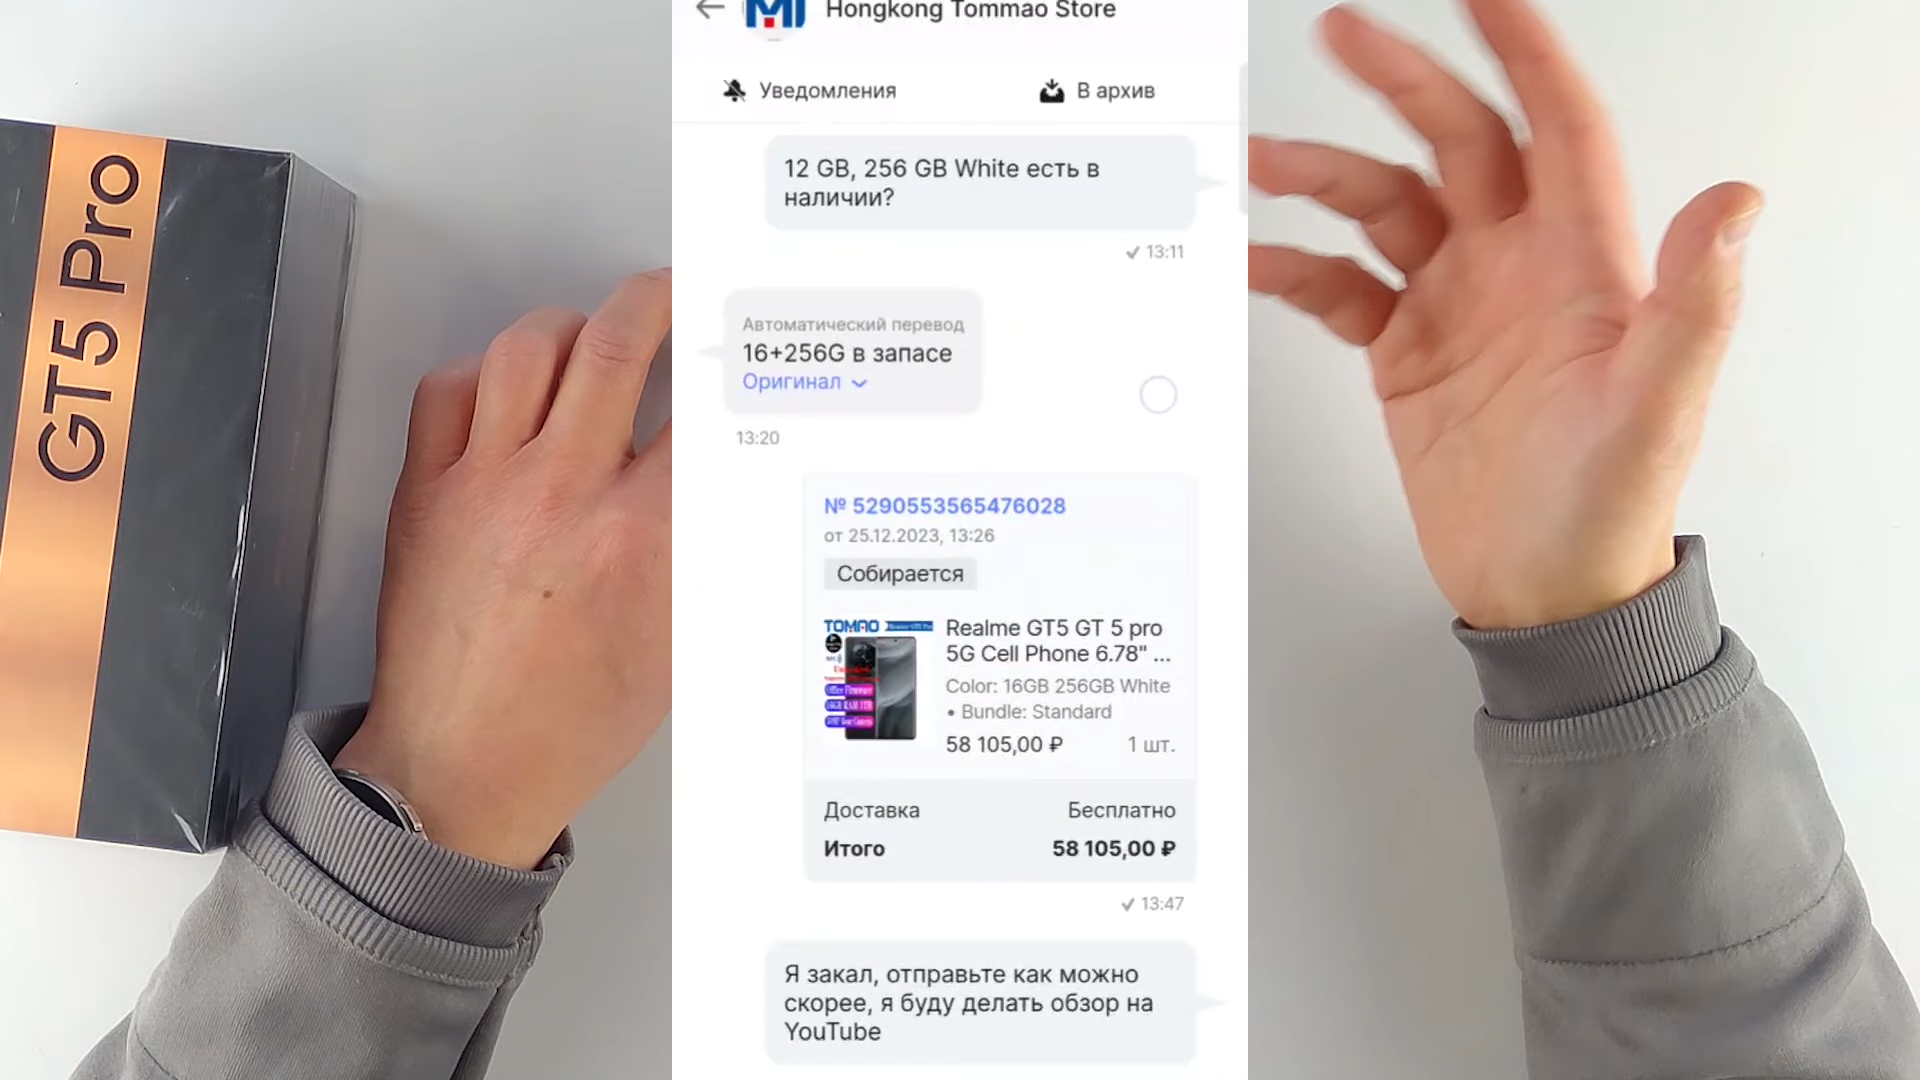 GT5 Pro
Hongkong Tommao Store
Уведомления
В архив
12 GB, 256 GB White есть в
наличии?
13:11
Автоматический перевод
16+256G в запасе
Оригинал
13:20
№ 5290553565476028
от 25.12.2023, 13:26
Собирается
TOMAO
Realme GT5 GT 5 pro
5G Cell Phone 6.78" ...
Color: 16GB 256GB White
• Bundle: Standard
58 105,00 ₽
1 шт.
Доставка
Бесплатно
Итого
58 105,00 ₽
13:47
Я закал, отправьте как можно
скорее, я буду делать обзор на
YouTube